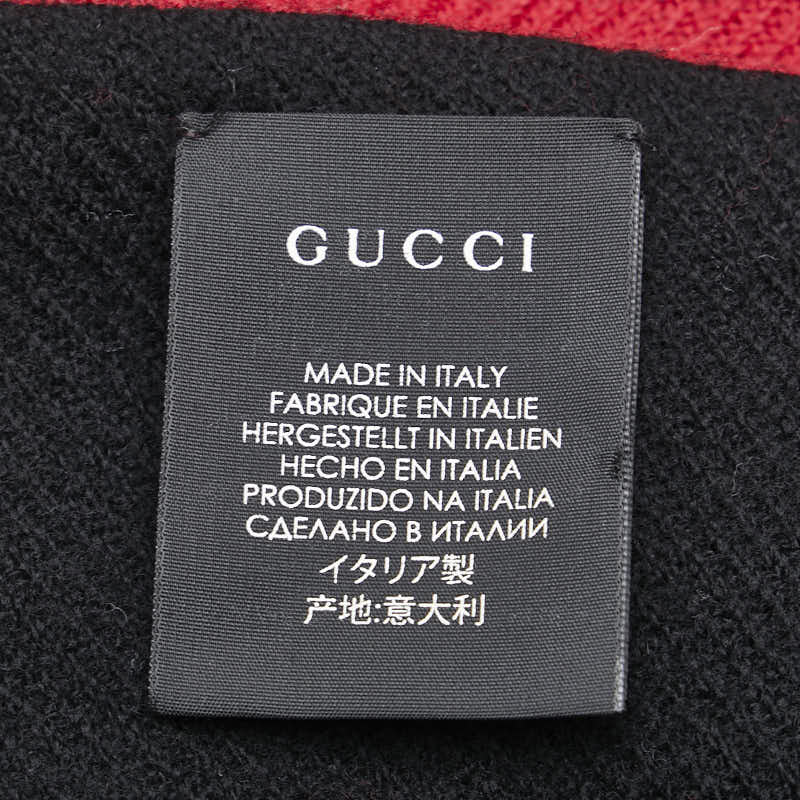 GUCCI
MADE IN ITALY
FABRIQUE EN ITALIE
HERGESTELLT IN ITALIEN
HECHO EN ITALIA
PRODUZIDO NA ITALIA
СДЕЛАНО В ИТАЛИИ
イタリア製
产地:意大利